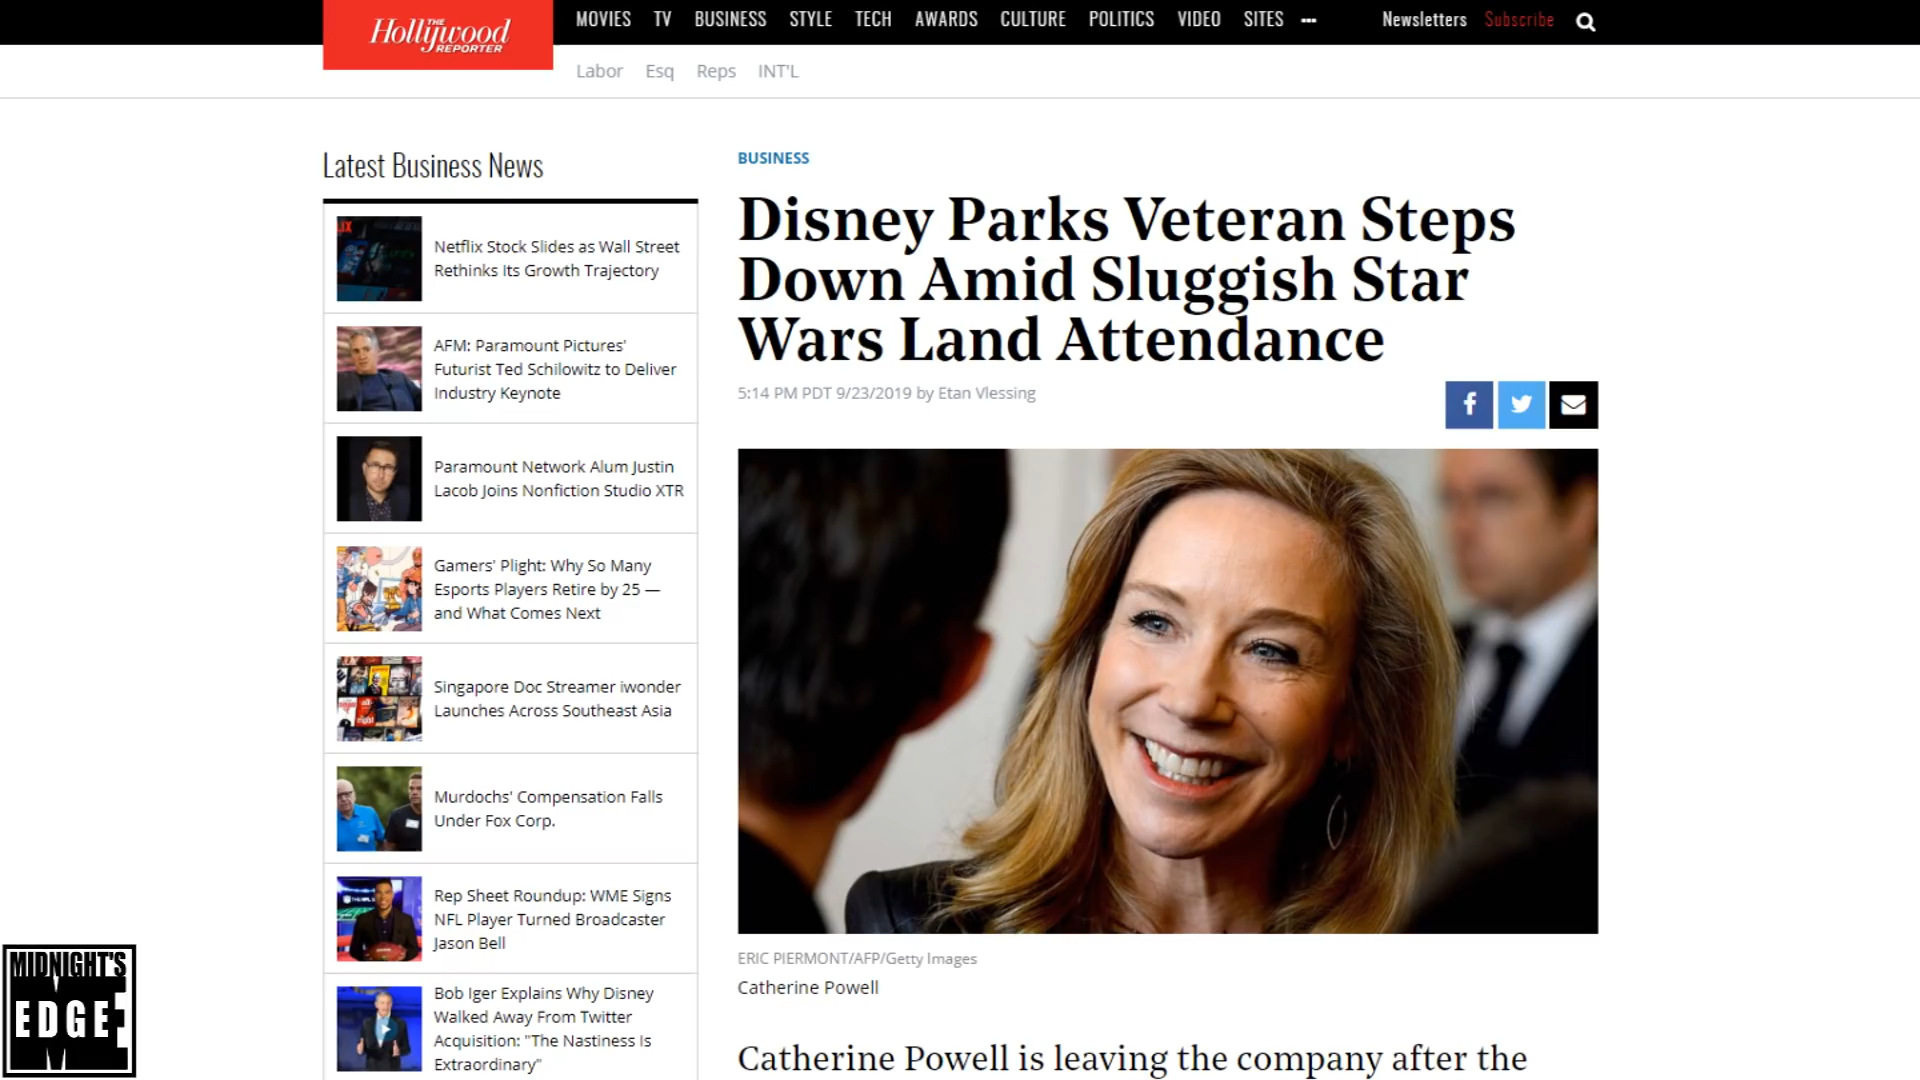 THE
Hollywood
REPORTER
MOVIES TV BUSINESS STYLE TECH AWARDS CULTURE POLITICS VIDEO SITES ••• Newsletters Subscribe
Labor Esq Reps INT'L
Latest Business News
Netflix Stock Slides as Wall Street
Rethinks Its Growth Trajectory
AFM: Paramount Pictures'
Futurist Ted Schilowitz to Deliver
Industry Keynote
Paramount Network Alum Justin
Lacob Joins Nonfiction Studio XTR
Gamers' Plight: Why So Many
Esports Players Retire by 25 —
and What Comes Next
Singapore Doc Streamer iwonder
Launches Across Southeast Asia
Murdochs' Compensation Falls
Under Fox Corp.
Rep Sheet Roundup: WME Signs
NFL Player Turned Broadcaster
Jason Bell
Bob Iger Explains Why Disney
Walked Away From Twitter
Acquisition: "The Nastiness Is
Extraordinary"
BUSINESS
Disney Parks Veteran Steps
Down Amid Sluggish Star
Wars Land Attendance
5:14 PM PDT 9/23/2019 by Etan Vlessing
ERIC PIERMONT/AFP/Getty Images
Catherine Powell
Catherine Powell is leaving the company after the
MIDNIGHT'S
EDGE